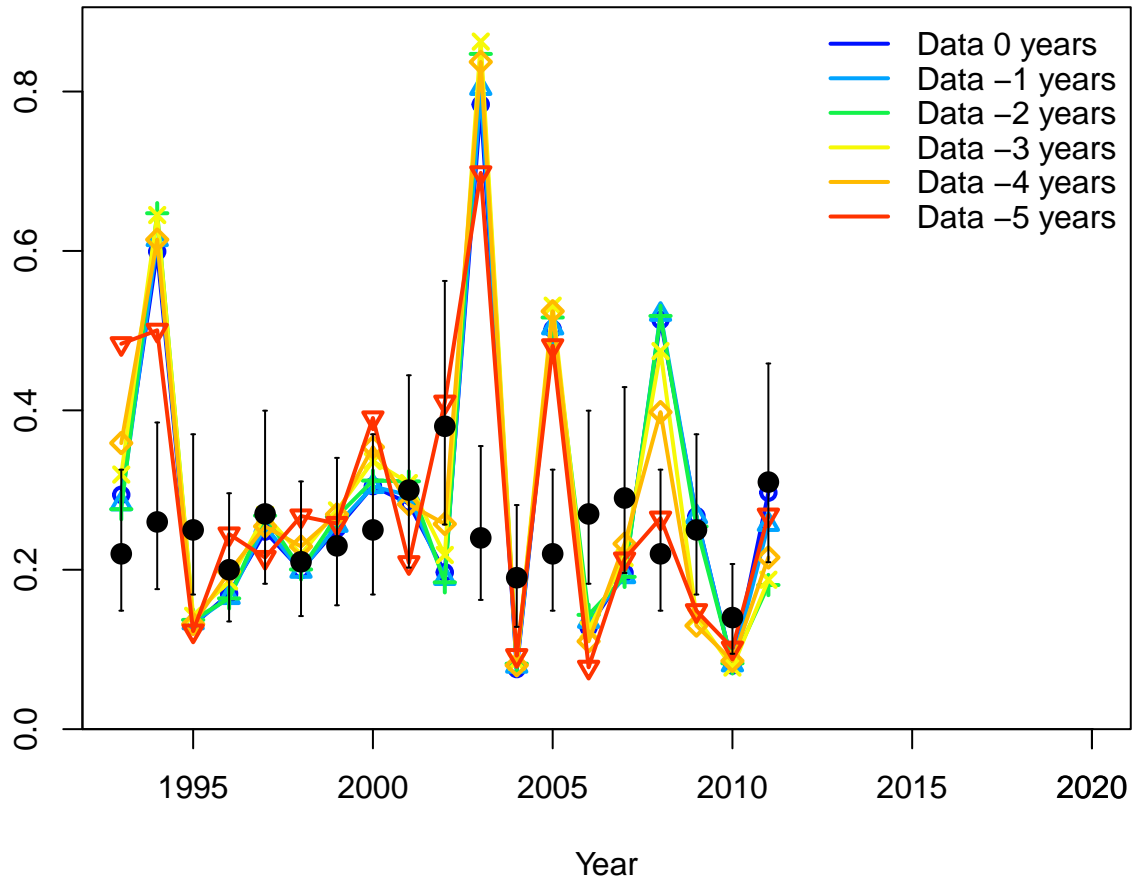 Data 0 years
Data −1 years
Data −2 years
Data −3 years
Data −4 years
Data −5 years
0.8
0.6
0.4
0.2
0.0
1995 2000 2005 2010 2015 2020
Year